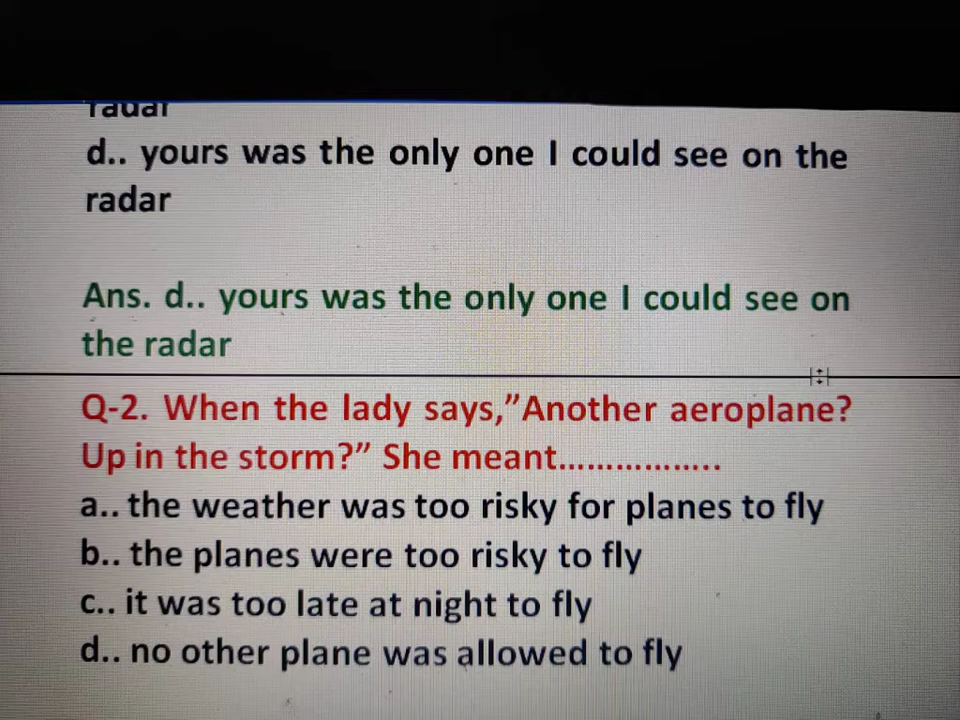 radar
d.. yours was the only one I could see on the
radar
Ans. d.. yours was the only one I could see on
the radar
Q-2. When the lady says,”Another aeroplane?
Up in the storm?” She meant……………..
a.. the weather was too risky for planes to fly
b.. the planes were too risky to fly
c.. it was too late at night to fly
d.. no other plane was allowed to fly